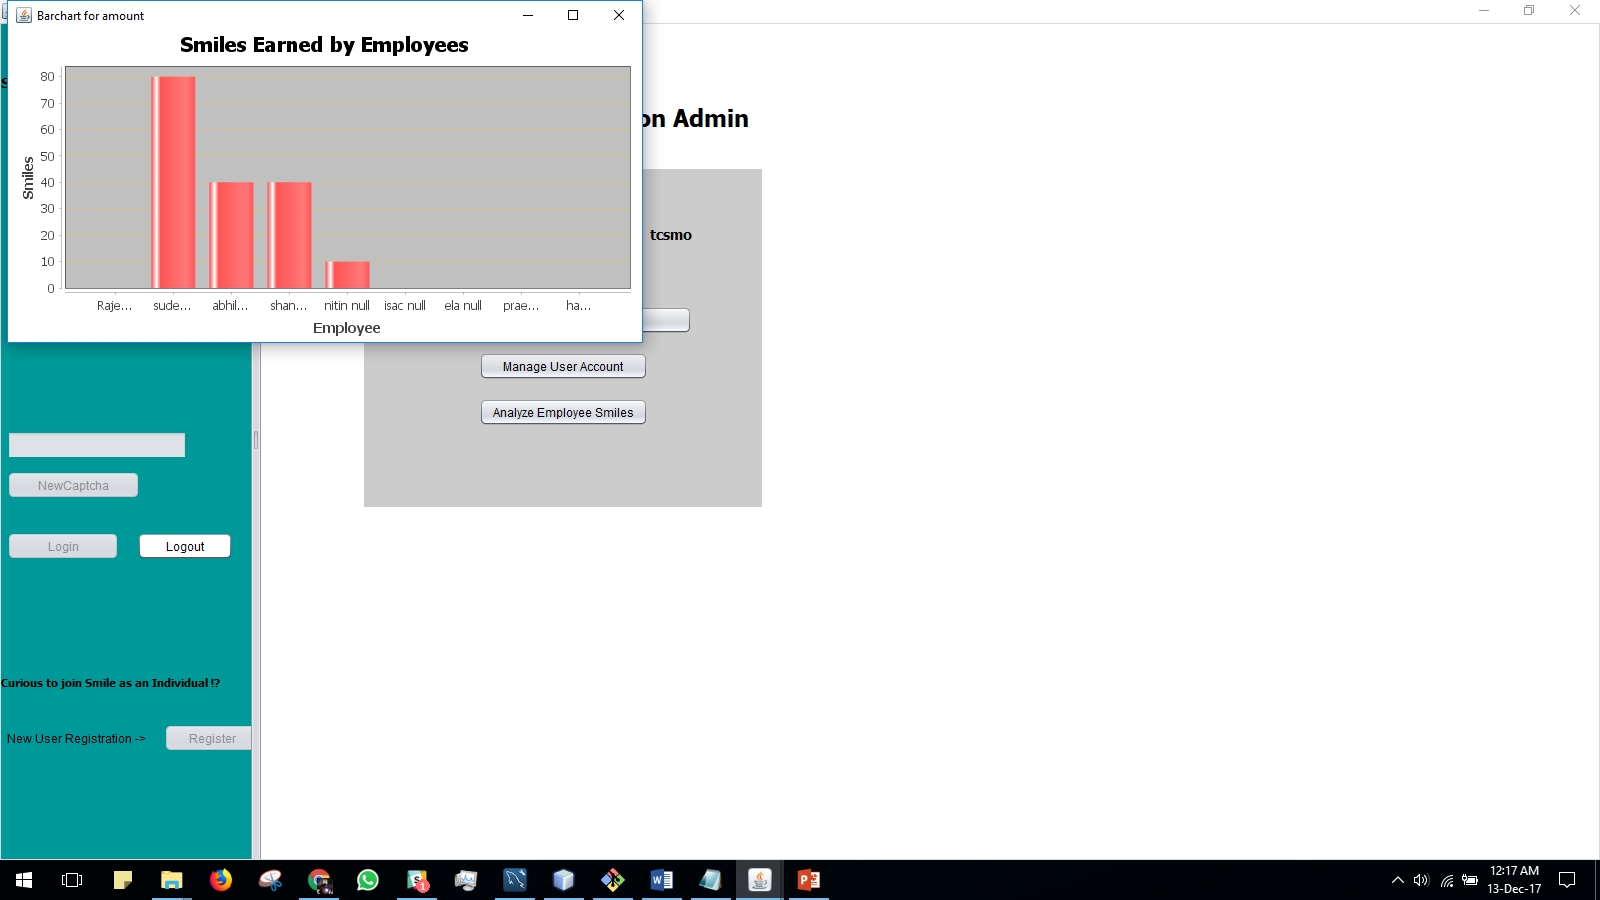 Barchart for amount
Smiles Earned by Employees
80
70
60
50
40
30
20
10
0
Smiles
Raje... sude... abhil... shan... nitin null isac null ela null prae... ha...
Employee
on Admin
tcsmo
Manage User Account
Analyze Employee Smiles
NewCaptcha
Login Logout
Curious to join Smile as an Individual !?
New User Registration -> Register
1
12:17 AM
13-Dec-17